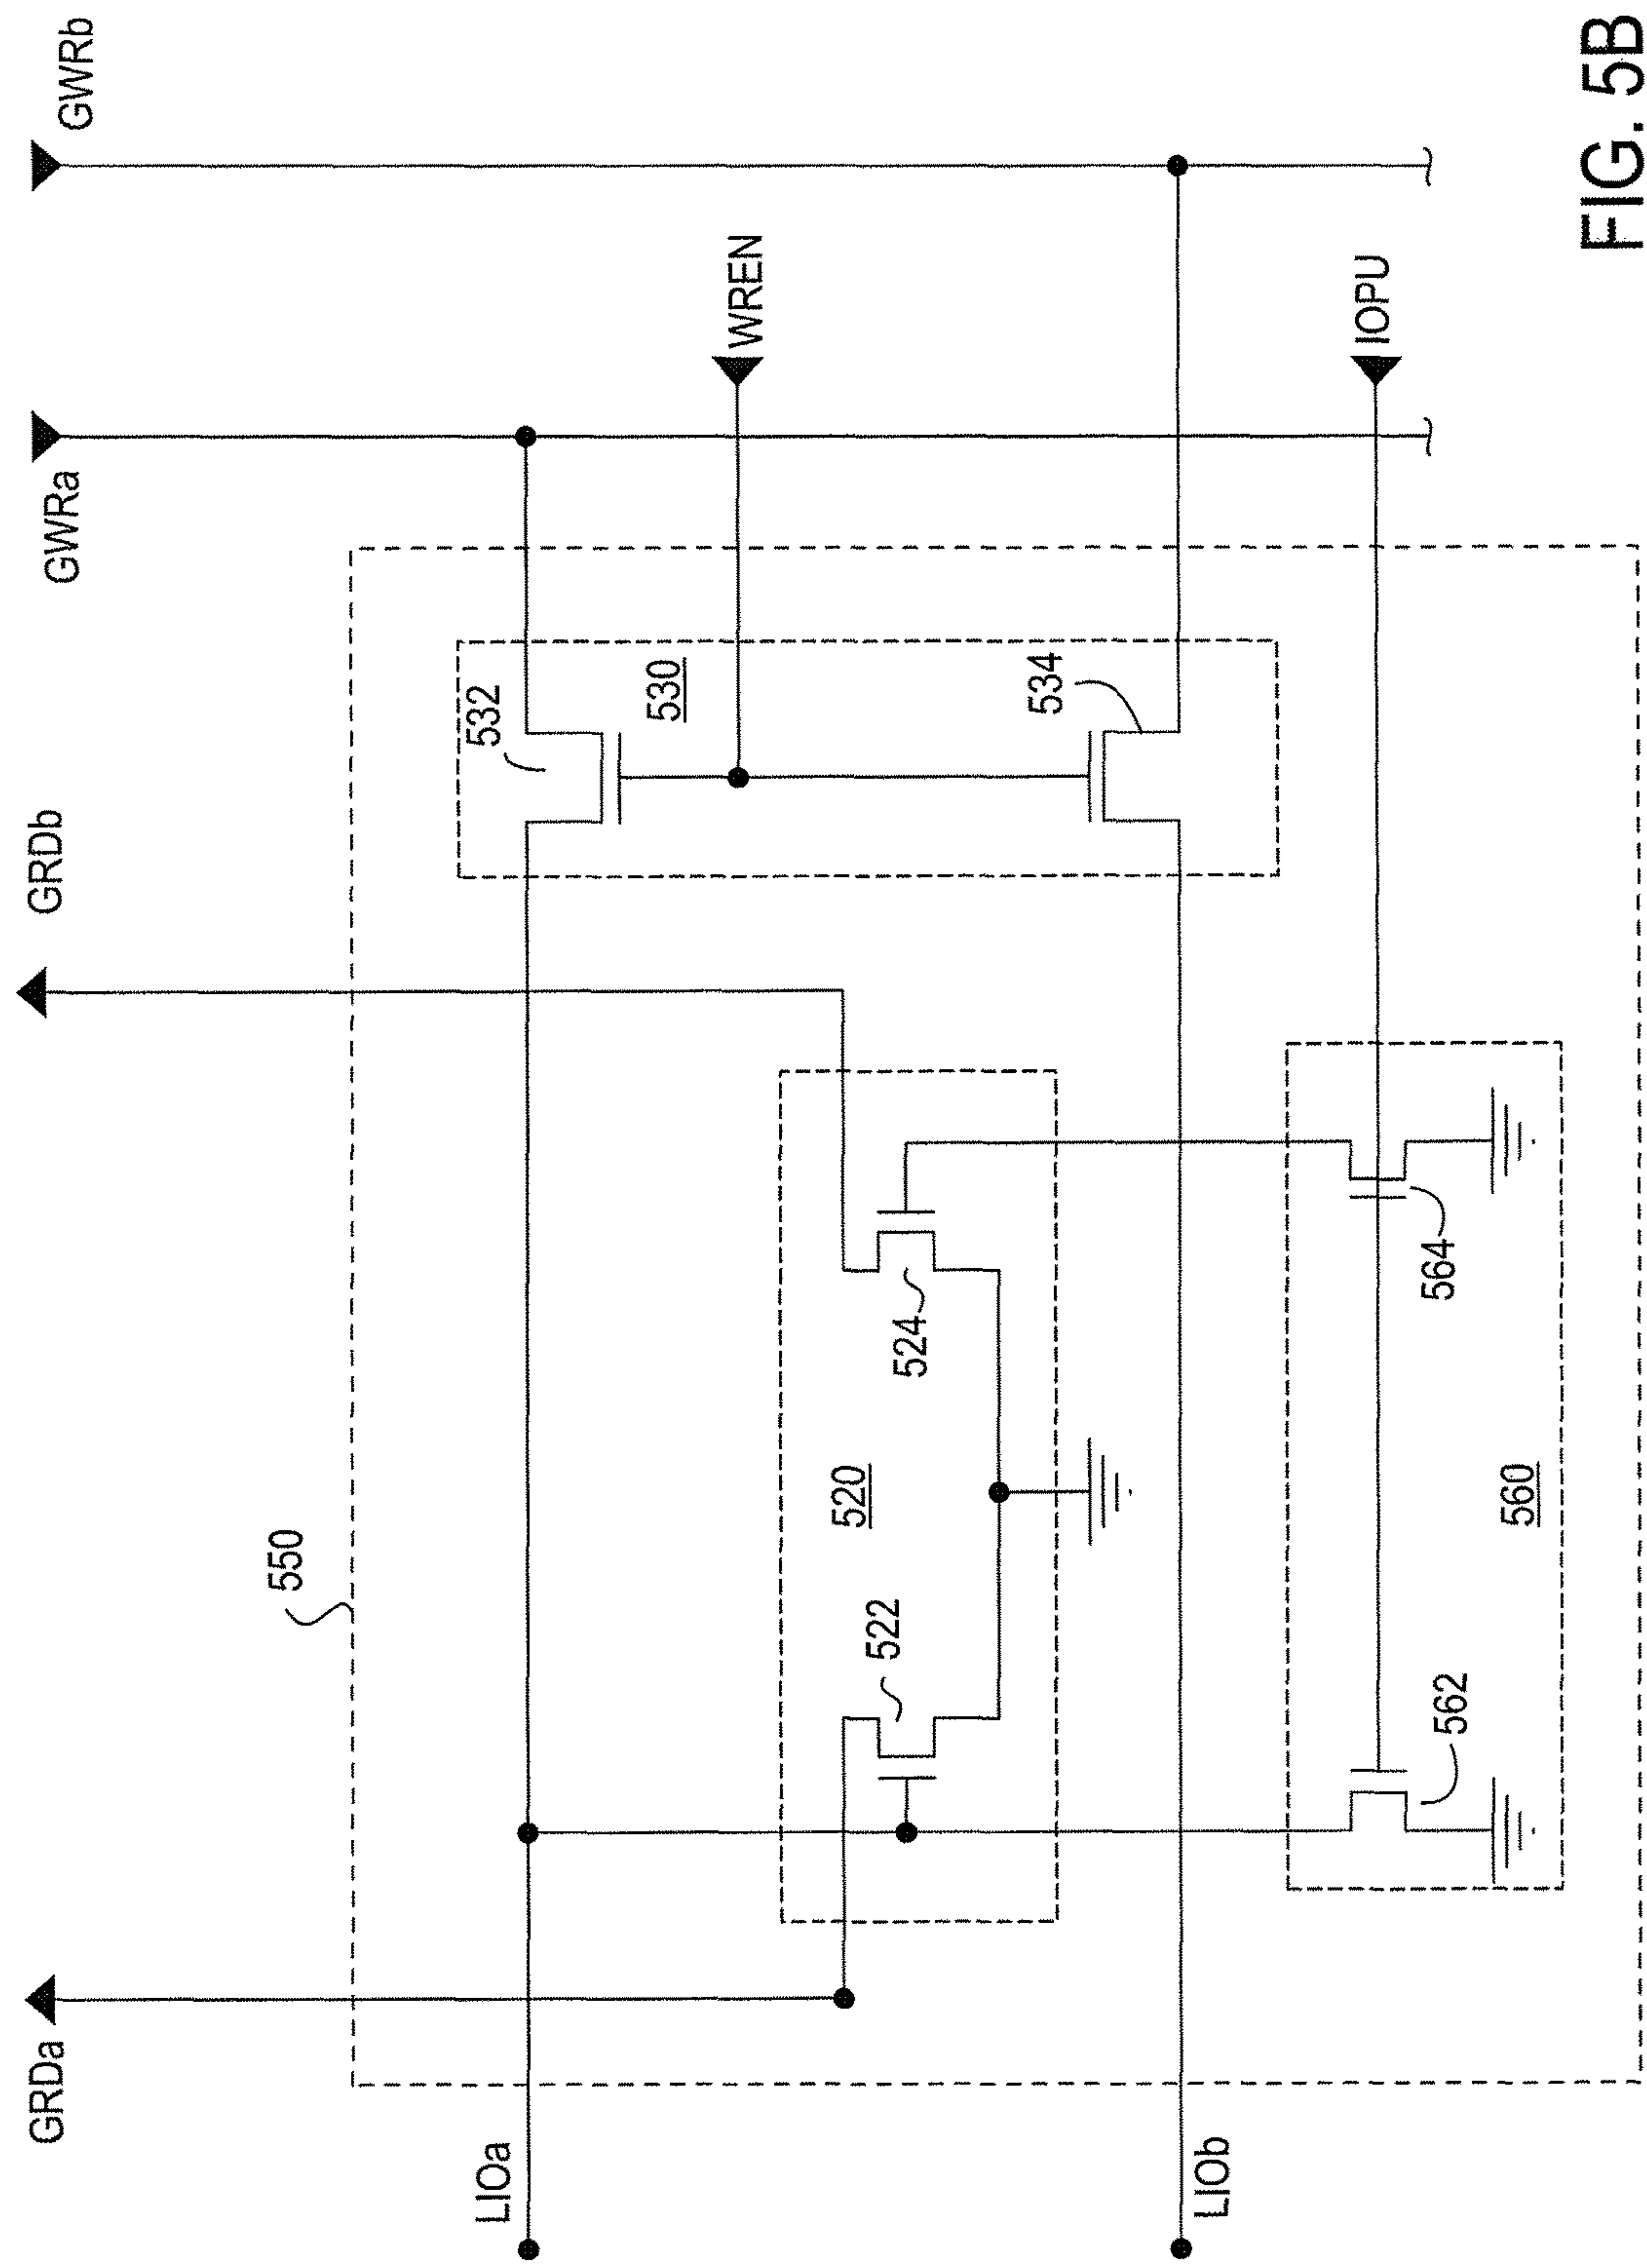 GRDa
GRDb
GWRa
GWRb
550
LIOa
532
530
WREN
522
520
524
534
LIOb
562
564
560
IOPU
FIG. 5B